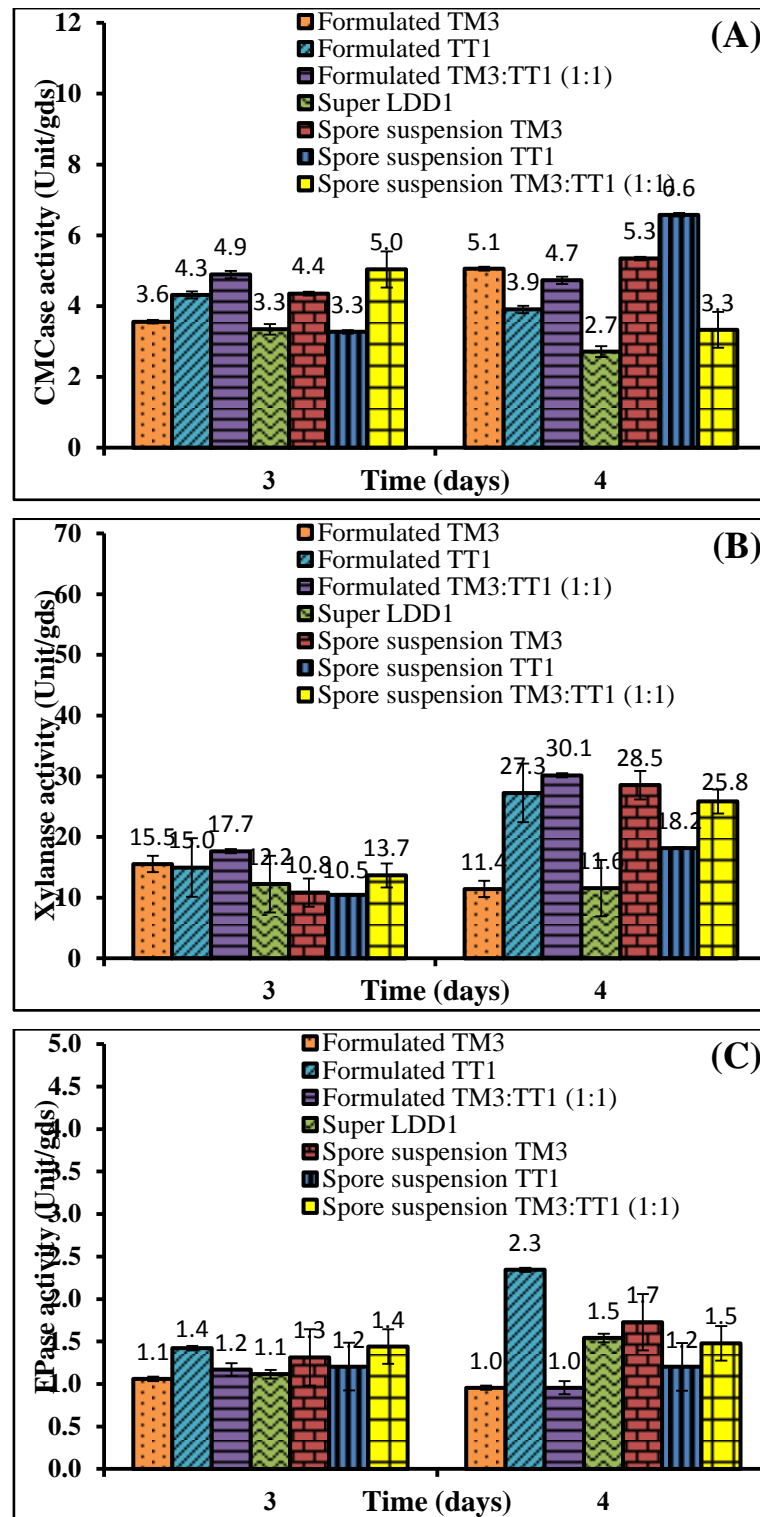 (A)
CMCase activity (Unit/gds)
12
10
8
6
4
2
0
Formulated TM3
Formulated TT1
Formulated TM3:TT1 (1:1)
Super LDD1
Spore suspension TM3
Spore suspension TT1
Spore suspension TM3:TT1 (1:1)
3.6
4.3
4.9
3.3
4.4
3.3
5.0
5.1
3.9
4.7
2.7
5.3
6.6
3.3
3 Time (days) 4
(B)
Xylanase activity (Unit/gds)
70
60
50
40
30
20
10
0
Formulated TM3
Formulated TT1
Formulated TM3:TT1 (1:1)
Super LDD1
Spore suspension TM3
Spore suspension TT1
Spore suspension TM3:TT1 (1:1)
15.5
15.0
17.7
12.2
10.8
10.5
13.7
11.4
27.3
30.1
11.6
28.5
18.2
25.8
3 Time (days) 4
(C)
FPase activity (Unit/gds)
5.0
4.5
4.0
3.5
3.0
2.5
2.0
1.5
1.0
0.5
0.0
Formulated TM3
Formulated TT1
Formulated TM3:TT1 (1:1)
Super LDD1
Spore suspension TM3
Spore suspension TT1
Spore suspension TM3:TT1 (1:1)
1.1
1.4
1.2
1.1
1.3
1.2
1.4
1.0
2.3
1.0
1.5
1.7
1.2
1.5
3 Time (days) 4